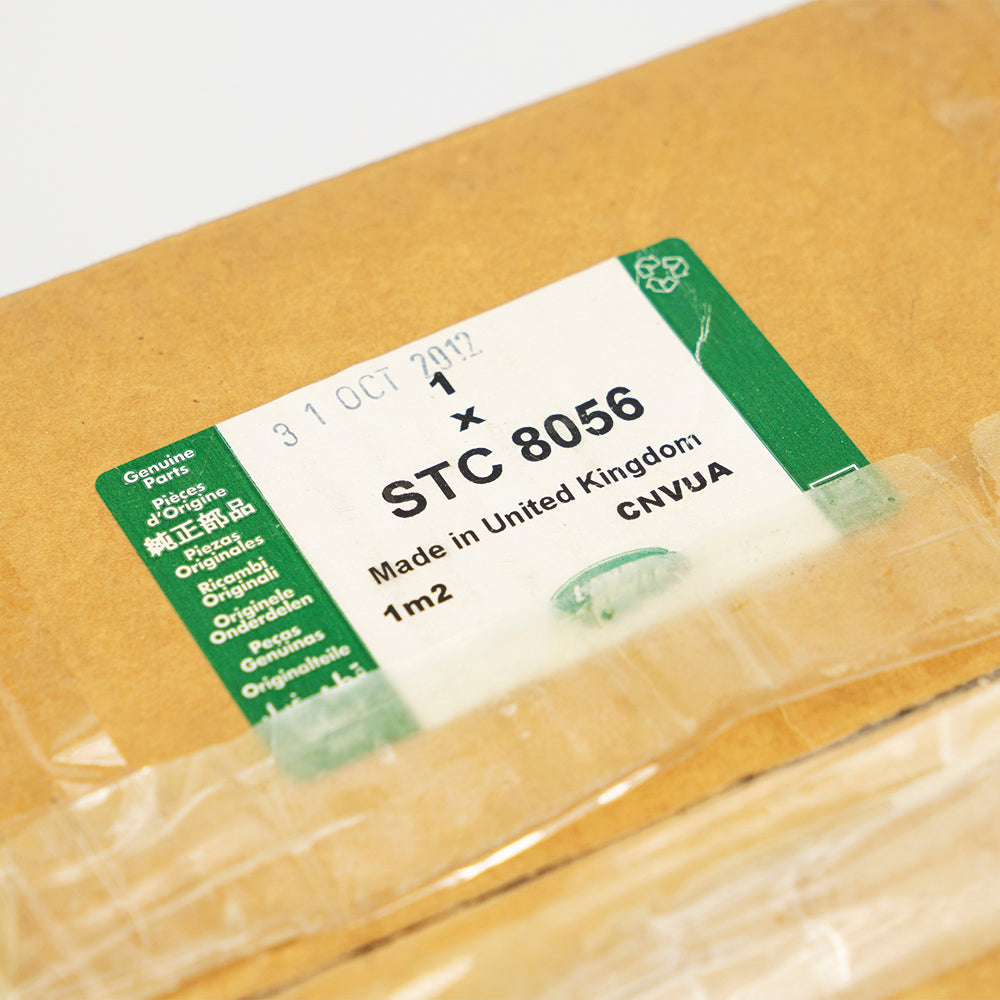 31 OCT 2012
1
x
STC 8056
Made in United Kingdom
CNVUA
1m2
Genuine
Parts
Pièces
d'Origine
純正部品
Piezas
Originales
Ricambi
Originali
Originele
Onderdelen
Peças
Genuinas
Originalteile